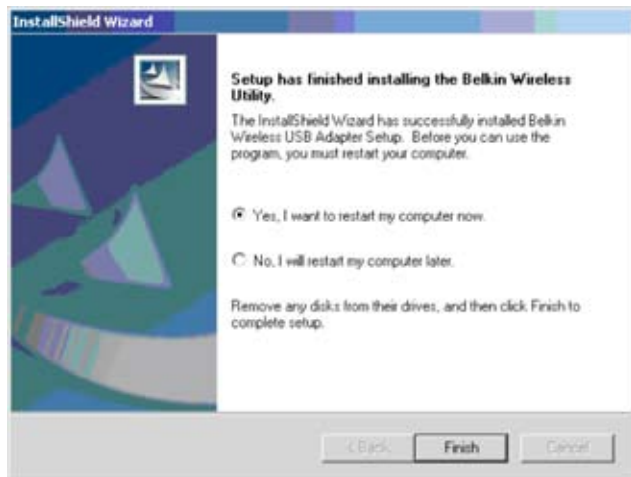 InstallShield Wizard
Setup has finished installing the Belkin Wireless
Utility.
The InstallShield Wizard has successfully installed Belkin
Wireless USB Adapter Setup. Before you can use the
program, you must restart your computer.
Yes, I want to restart my computer now.
No, I will restart my computer later.
Remove any disks from their drives, and then click Finish to
complete setup.
< Back Finish Cancel